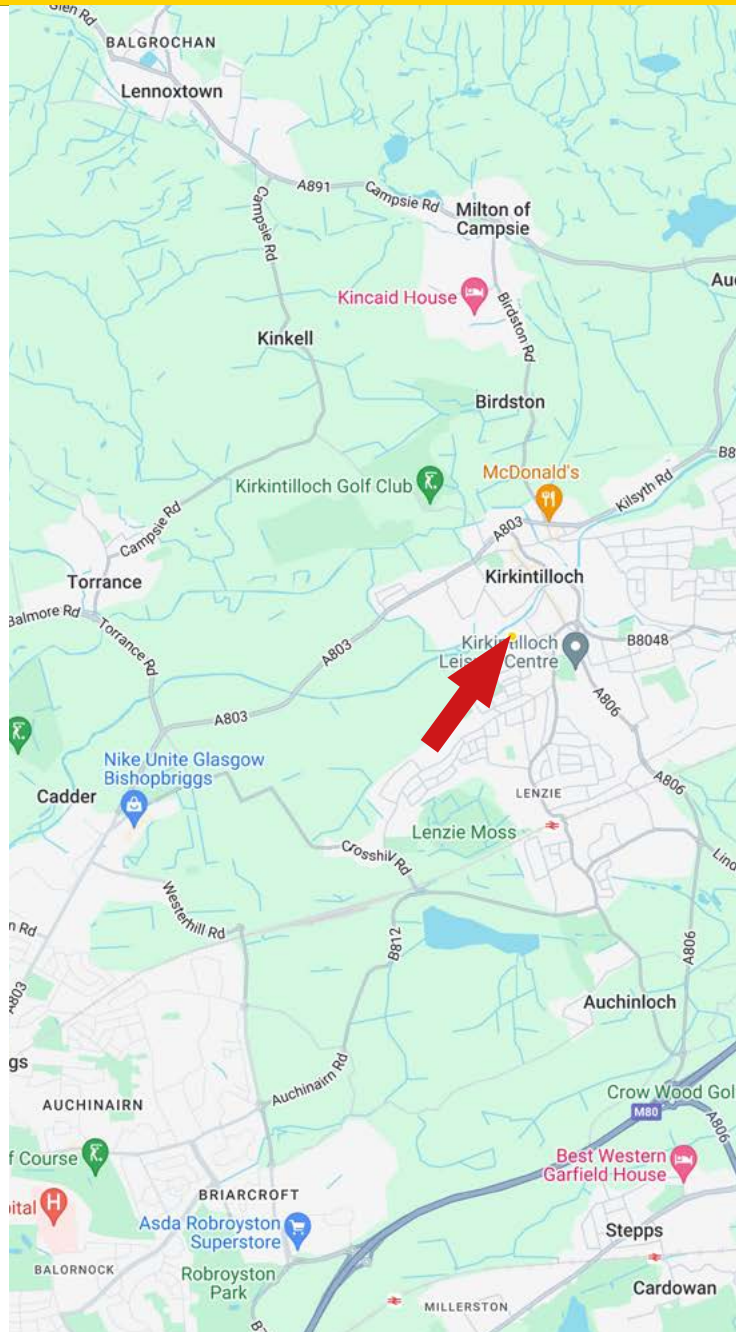 Glen Rd
BALGROCHAN
Lennoxtown
A891
Campsie Rd
Campsie Rd
Milton of
Campsie
Kincaid House
Birdston Rd
Kinkell
Birdston
McDonald's
Kirkintilloch Golf Club
Kilsyth Rd
A803
Campsie Rd
Kirkintilloch
Torrance
Balmore Rd
Torrance Rd
A803
Kirkintilloch
Leisure Centre
B8048
A806
A803
Nike Unite Glasgow
Bishopbriggs
Cadder
A806
LENZIE
Lenzie Moss
Crosshill Rd
Westerhill Rd
B812
A806
A803
Auchinloch
Auchinairn Rd
AUCHINAIRN
Crow Wood Gol
M80
A806
f Course
Best Western
Garfield House
BRIARCROFT
ital
H
Asda Robroyston
Superstore
Stepps
BALORNOCK
Robroyston
Park
Cardowan
MILLERSTON